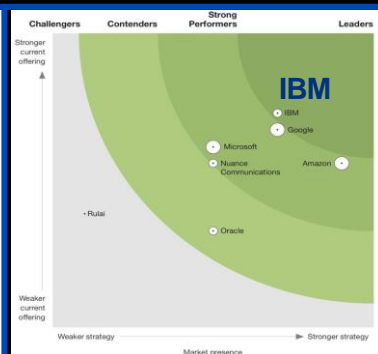 Challengers
Contenders
Strong
Performers
Leaders
Stronger
current
offering
IBM
IBM
Google
Microsoft
Nuance
Communications
Amazon
Rulai
Oracle
Weaker
current
offering
Weaker strategy
Stronger strategy
Market presence